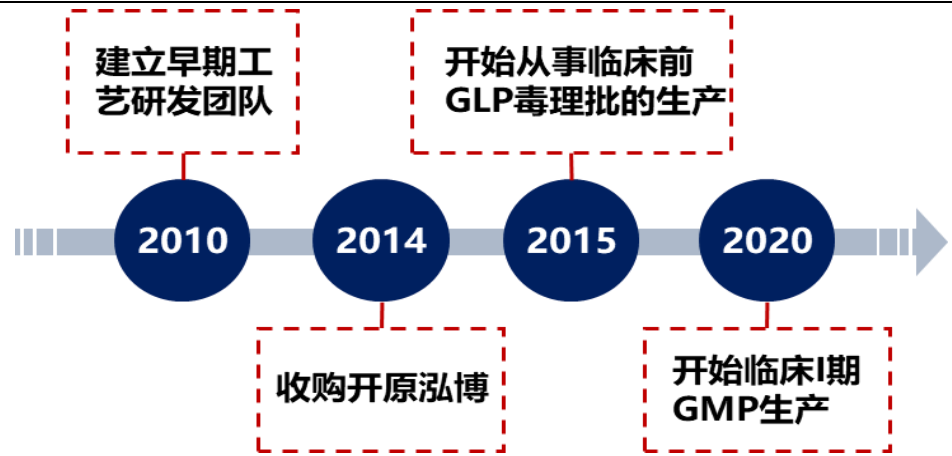 建立早期工
艺研发团队
开始从事临床前
GLP毒理批的生产
2010
2014
2015
2020
收购开原泓博
开始临床I期
GMP生产